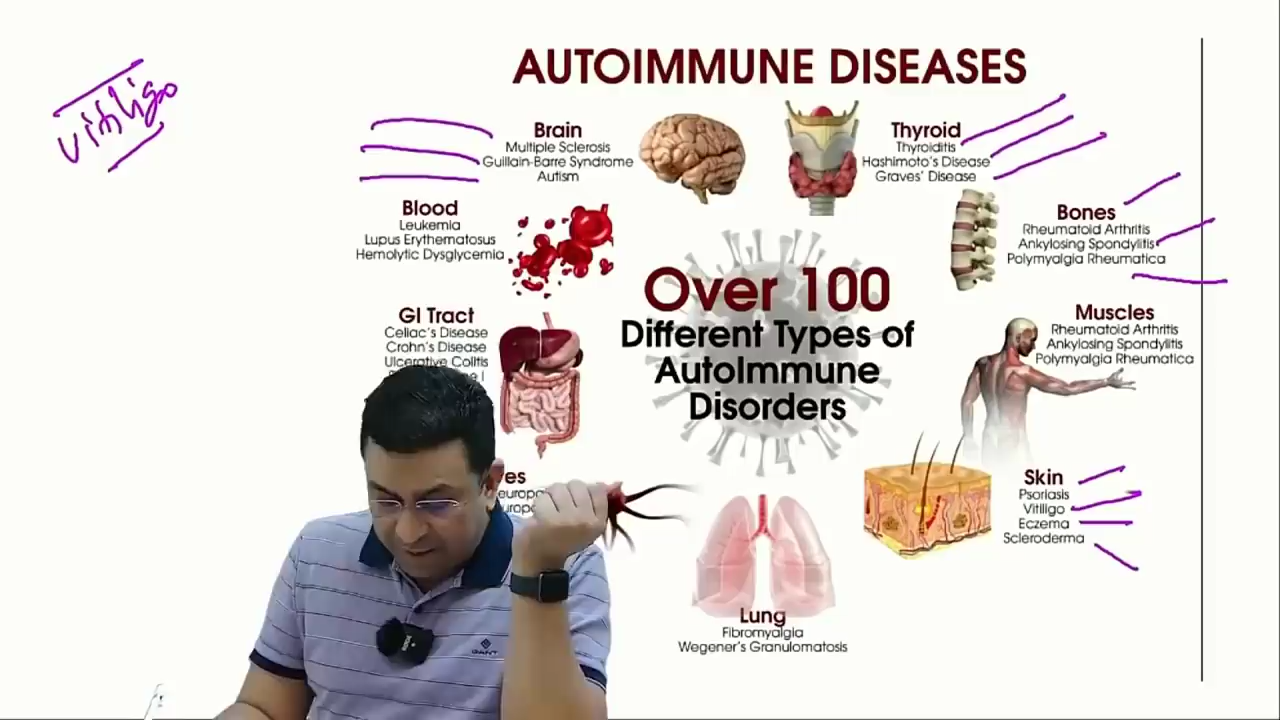 vitiligo
AUTOIMMUNE DISEASES
Brain
Multiple Sclerosis
Guillain-Barre Syndrome
Autism
Thyroid
Thyroiditis
Hashimoto's Disease
Graves' Disease
Blood
Leukemia
Lupus Erythematosus
Hemolytic Dysglycemia
Bones
Rheumatoid Arthritis
Ankylosing Spondylitis
Polymyalgia Rheumatica
Over 100
Different Types of
AutoImmune
Disorders
GI Tract
Celiac's Disease
Crohn's Disease
Ulcerative Colitis
Muscles
Rheumatoid Arthritis
Ankylosing Spondylitis
Polymyalgia Rheumatica
Skin
Psoriasis
Vitiligo
Eczema
Scleroderma
Lung
Fibromyalgia
Wegener's Granulomatosis
GANT